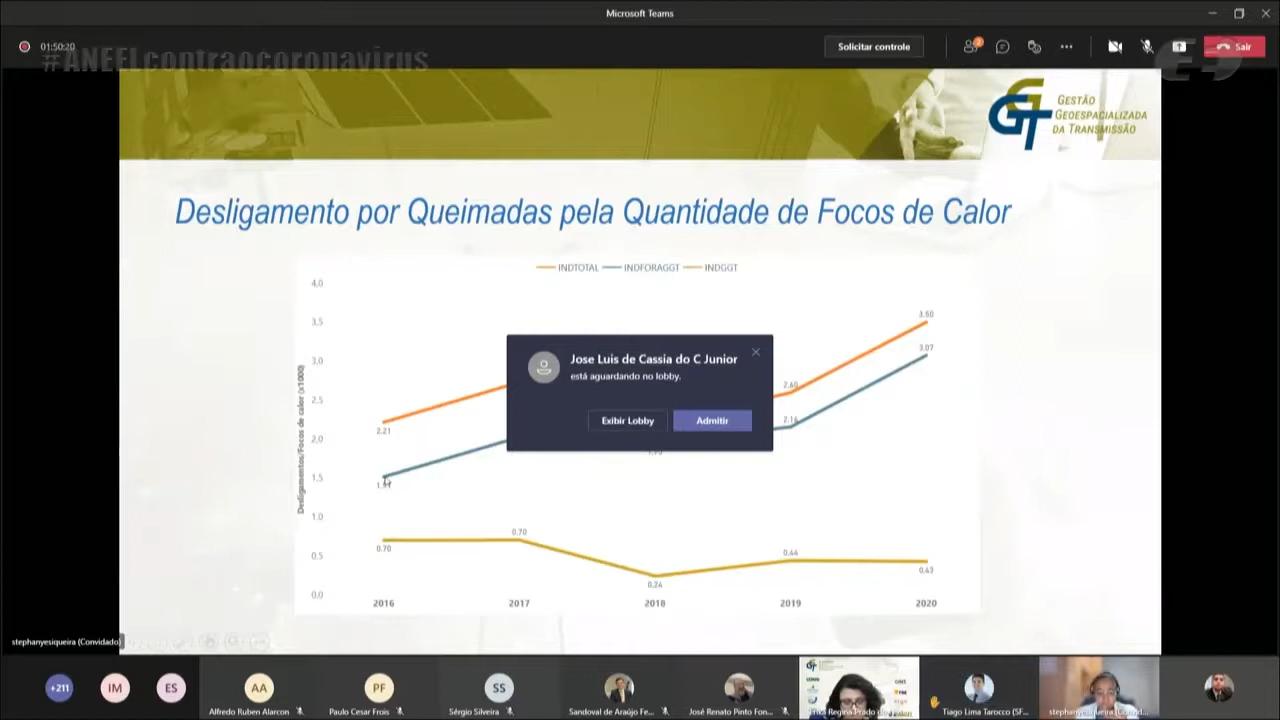 Microsoft Teams
01:50:20
#ANEELcontraocoronavirus
Solicitar controle
2
Sair
GGT
GESTÃO
GEOESPACIALIZADA
DA TRANSMISSÃO
Desligamento por Queimadas pela Quantidade de Focos de Calor
INDTOTAL INDFORAGGT INDGGT
Desligamentos/Focos de calor (x1000)
4,0
3,5
3,0
2,5
2,0
1,5
1,0
0,5
0,0
2.21
0.70
0.70
0.24
2.60
2.16
0.44
3.50
3.07
0.43
2016 2017 2018 2019 2020
Jose Luis de Cassia do C Junior
está aguardando no lobby.
Exibir Lobby
Admitir
stephanyesiqueira (Convidado)
+211
IM
ES
AA
Alfredo Ruben Alarcon
PF
Paulo Cesar Frois
SS
Sérgio Silveira
Sandoval de Araújo Fe...
José Renato Pinto Fon...
Tiago Lima Tarocco (SF...
stephanyesiqueira (Convid...